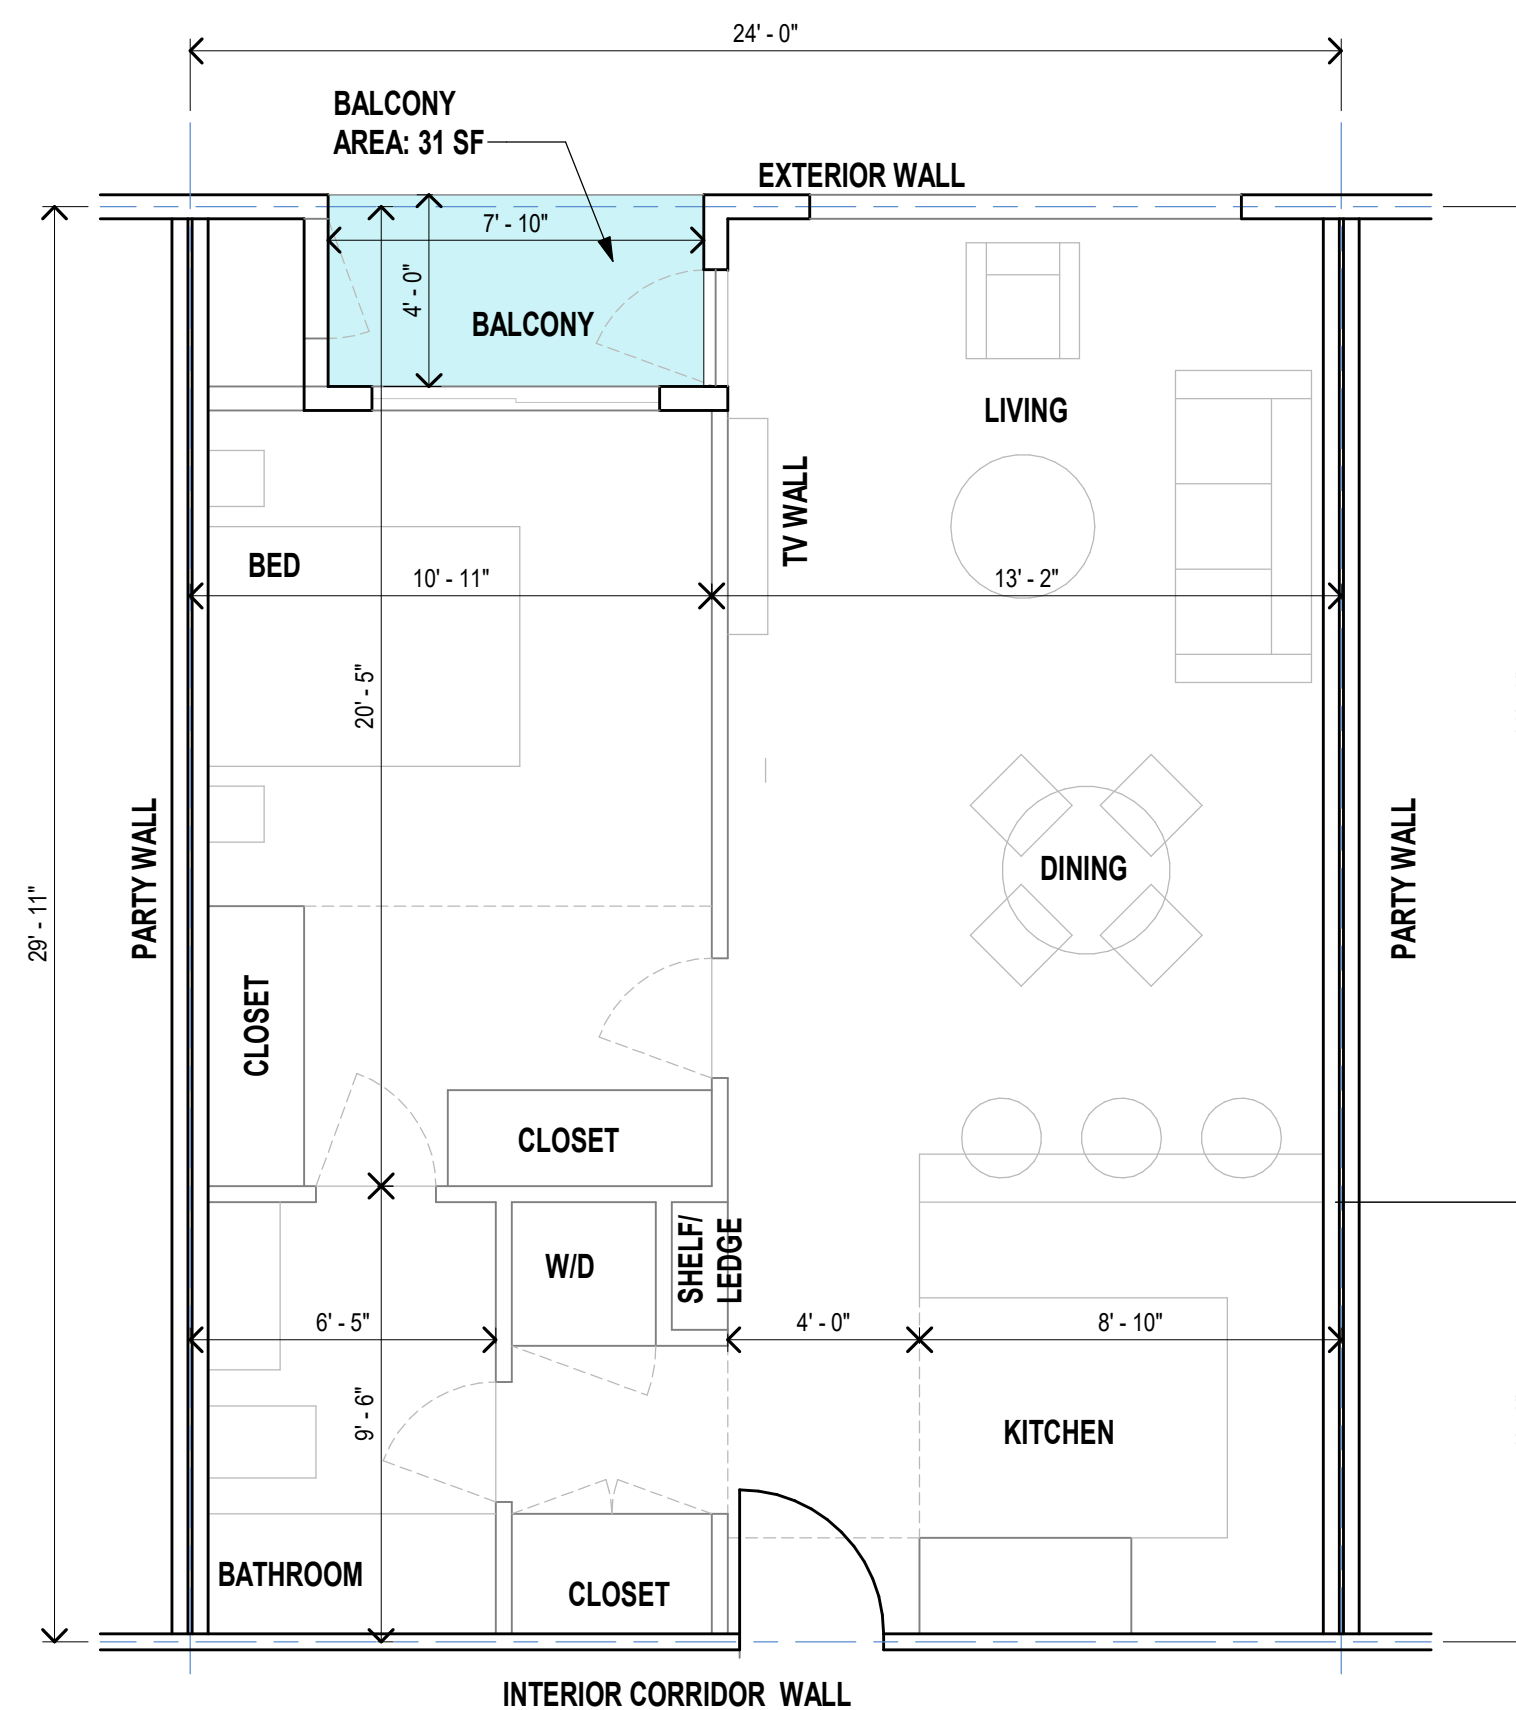 24' - 0"
BALCONY
AREA: 31 SF
EXTERIOR WALL
7' - 10"
4' - 0"
BALCONY
LIVING
TV WALL
BED
10' - 11"
13' - 2"
20' - 5"
PARTY WALL
DINING
PARTY WALL
29' - 11"
CLOSET
CLOSET
W/D
SHELF/
LEDGE
6' - 5"
4' - 0"
8' - 10"
9' - 6"
KITCHEN
BATHROOM
CLOSET
INTERIOR CORRIDOR WALL